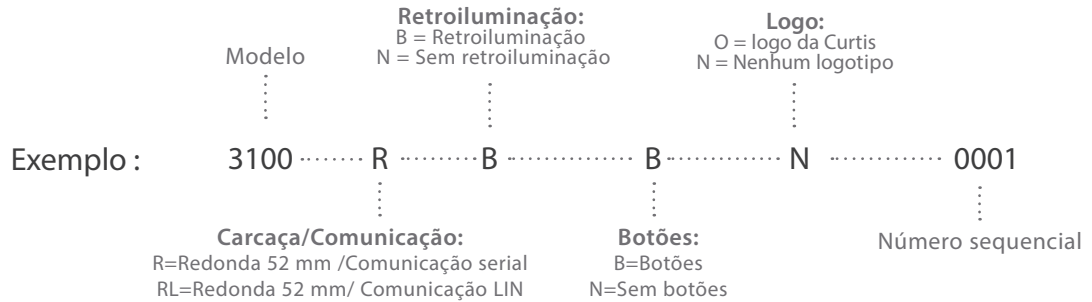 Retroiluminação:
B = Retroiluminação
N = Sem retroiluminação
Logo:
O = logo da Curtis
N = Nenhum logotipo
Modelo
Exemplo : 3100 R B B N 0001
Carcaça/Comunicação:
R=Redonda 52 mm /Comunicação serial
RL=Redonda 52 mm/ Comunicação LIN
Botões:
B=Botões
N=Sem botões
Número sequencial